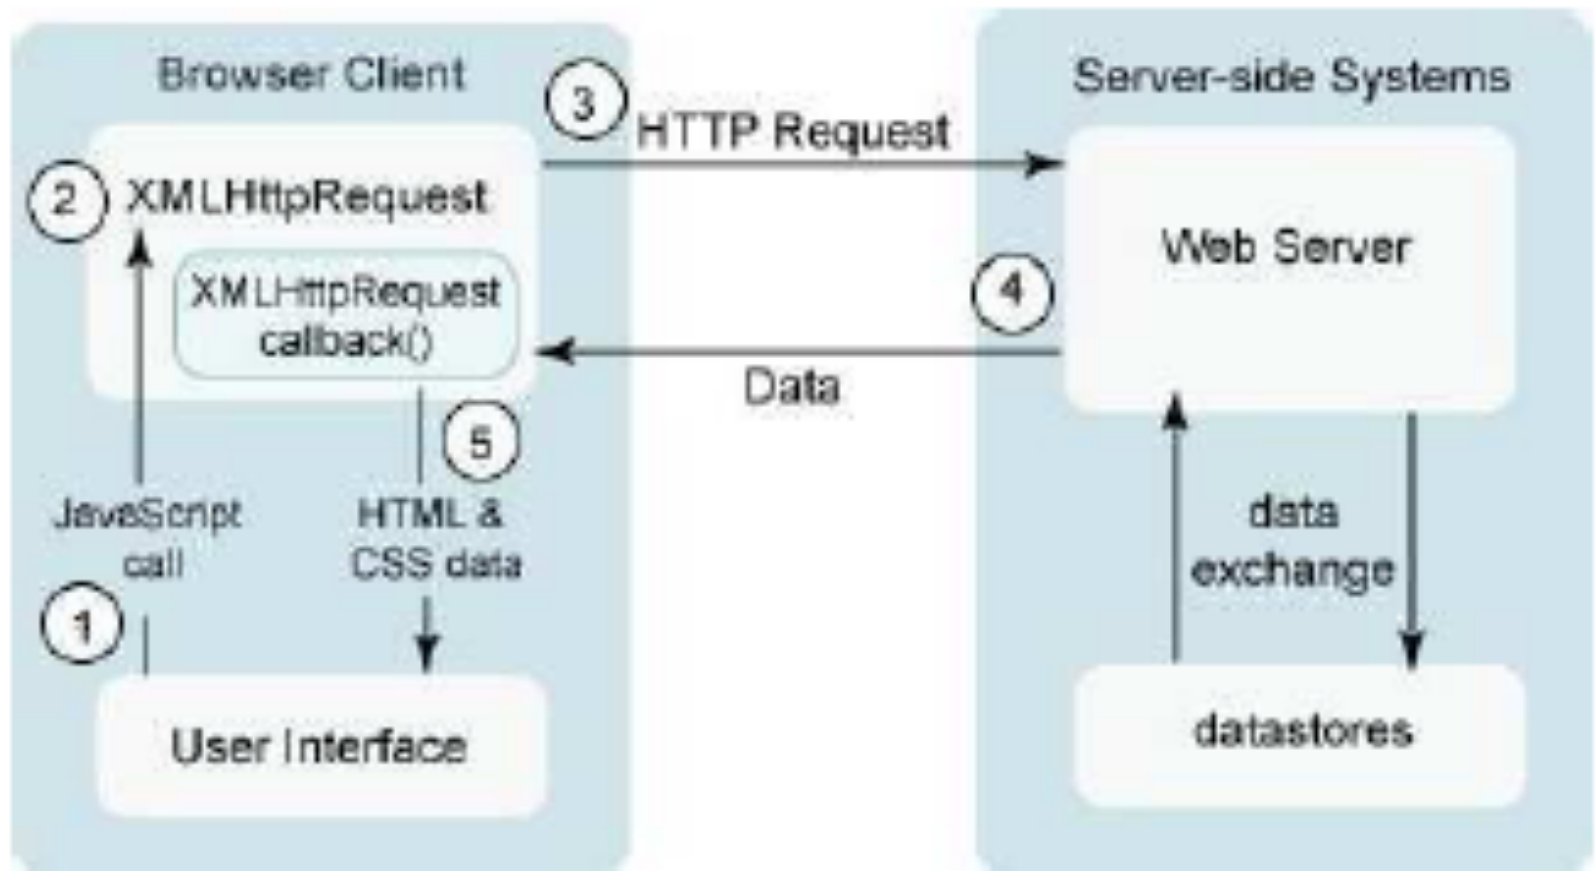 Browser Client
3
HTTP Request
Server-side Systems
2
XMLHttpRequest
XMLHttpRequest
callback()
4
Web Server
Data
5
JavaScript
call
HTML &
CSS data
data
exchange
1
User Interface
datastores